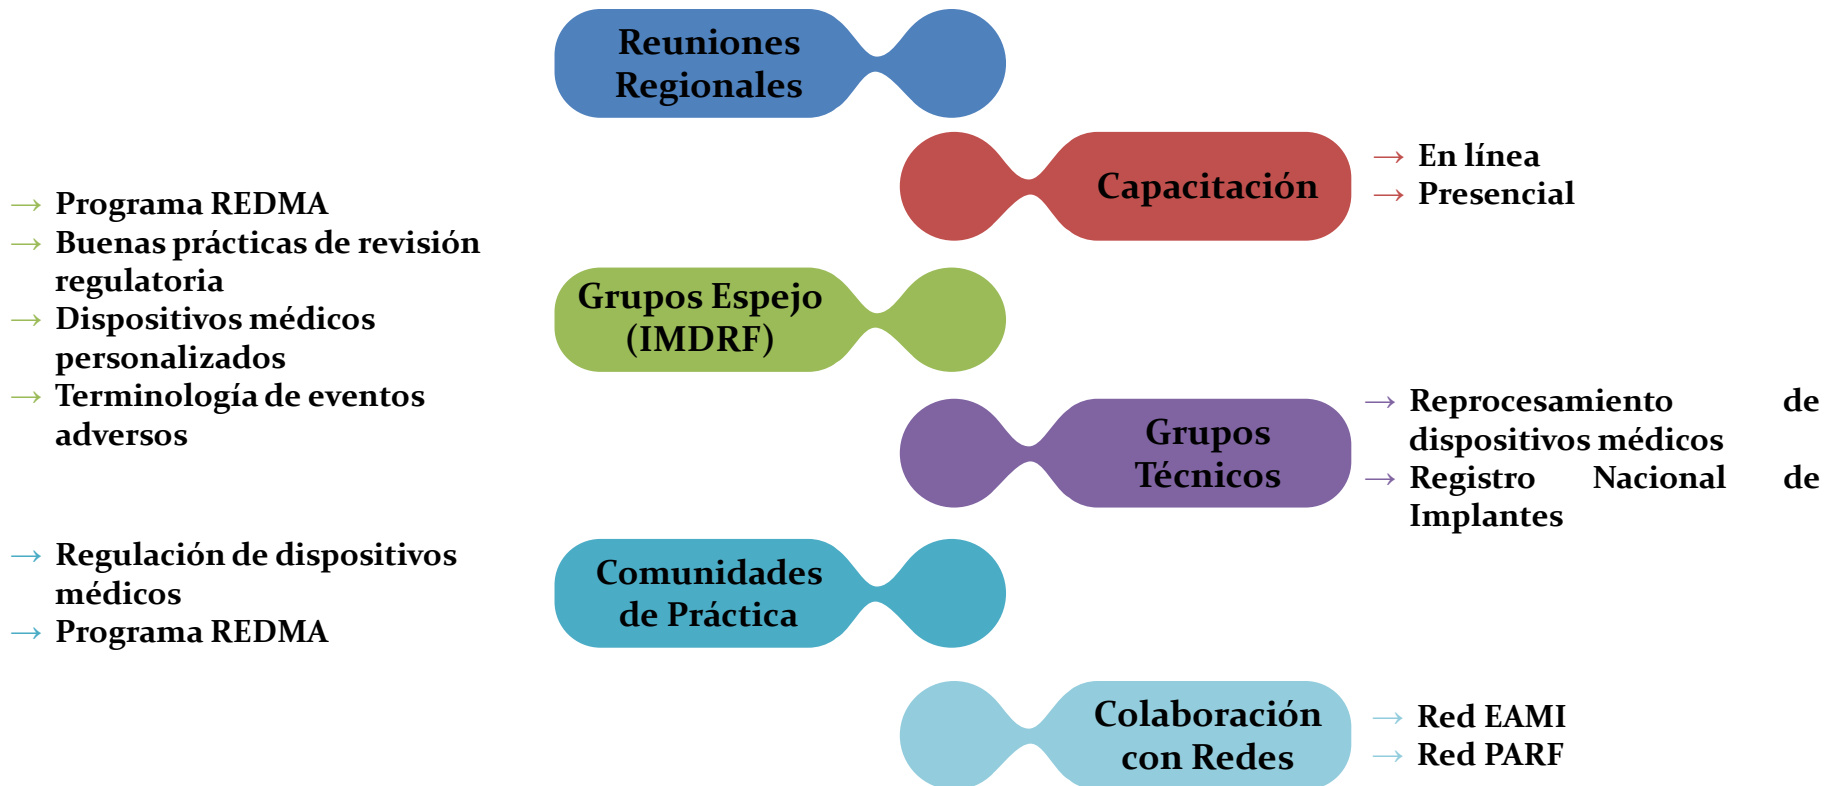 Reuniones
Regionales
Capacitación
→ En línea
→ Presencial
→ Programa REDMA
→ Buenas prácticas de revisión
regulatoria
→ Dispositivos médicos
personalizados
→ Terminología de eventos
adversos
Grupos Espejo
(IMDRF)
Grupos
Técnicos
→ Reprocesamiento de
dispositivos médicos
→ Registro Nacional de
Implantes
→ Regulación de dispositivos
médicos
→ Programa REDMA
Comunidades
de Práctica
Colaboración
con Redes
→ Red EAMI
→ Red PARF